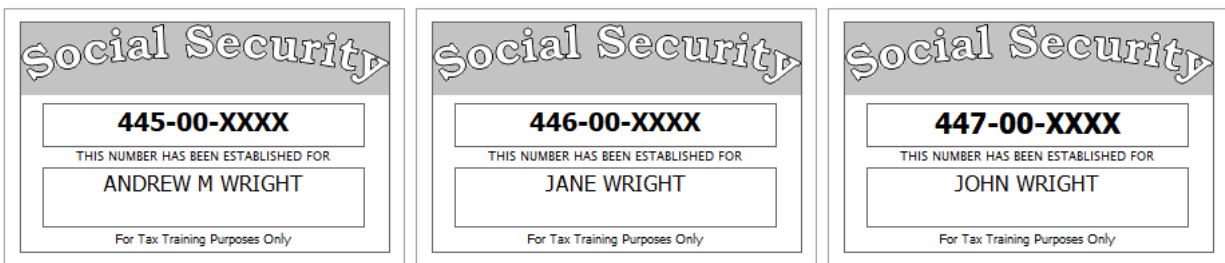 Social Security
445-00-XXXX
THIS NUMBER HAS BEEN ESTABLISHED FOR
ANDREW M WRIGHT
For Tax Training Purposes Only
Social Security
446-00-XXXX
THIS NUMBER HAS BEEN ESTABLISHED FOR
JANE WRIGHT
For Tax Training Purposes Only
Social Security
447-00-XXXX
THIS NUMBER HAS BEEN ESTABLISHED FOR
JOHN WRIGHT
For Tax Training Purposes Only